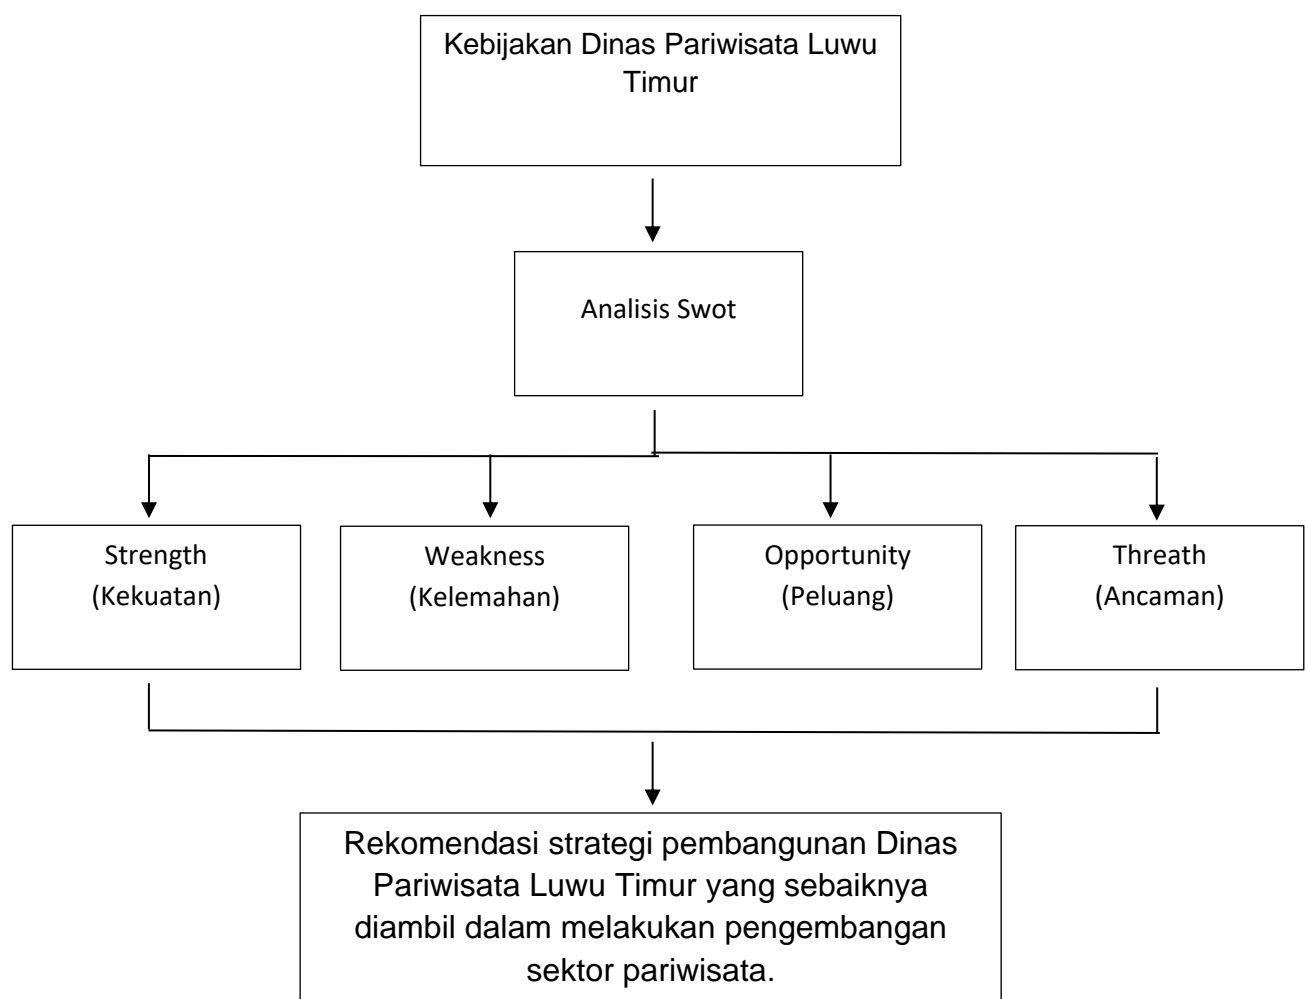 Kebijakan Dinas Pariwisata Luwu
Timur
Analisis Swot
Strength
(Kekuatan)
Weakness
(Kelemahan)
Opportunity
(Peluang)
Threath
(Ancaman)
Rekomendasi strategi pembangunan Dinas
Pariwisata Luwu Timur yang sebaiknya
diambil dalam melakukan pengembangan
sektor pariwisata.